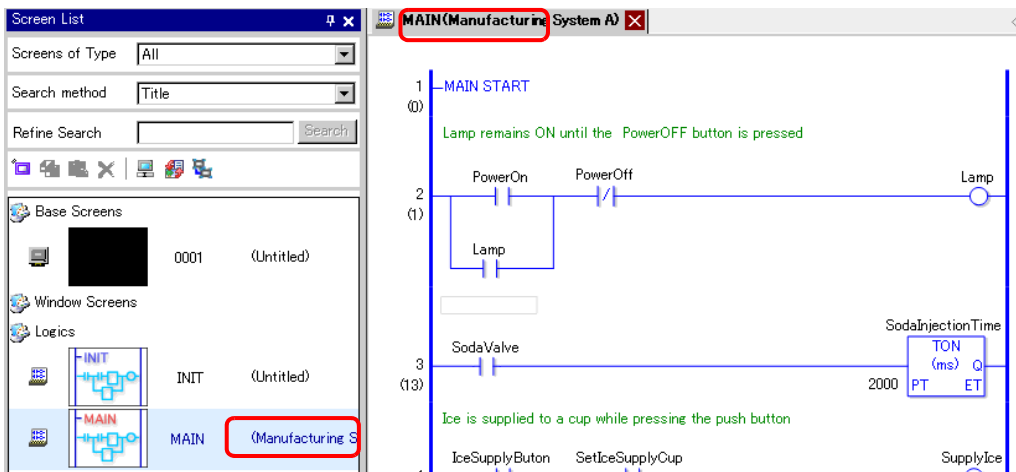 Screen List
Screens of Type All
Search method Title
Refine Search Search
Base Screens
0001 (Untitled)
Window Screens
Logics
INIT
INIT (Untitled)
MAIN
MAIN (Manufacturing S
MAIN(Manufacturing System A)
1 MAIN START
(0)
Lamp remains ON until the PowerOFF button is pressed
PowerOn PowerOff Lamp
2
(1)
Lamp
SodaInjectionTime
SodaValve TON
3 (ms) Q
(13) 2000 PT ET
Ice is supplied to a cup while pressing the push button
IceSupplyButon SetIceSupplyCup SupplyIce